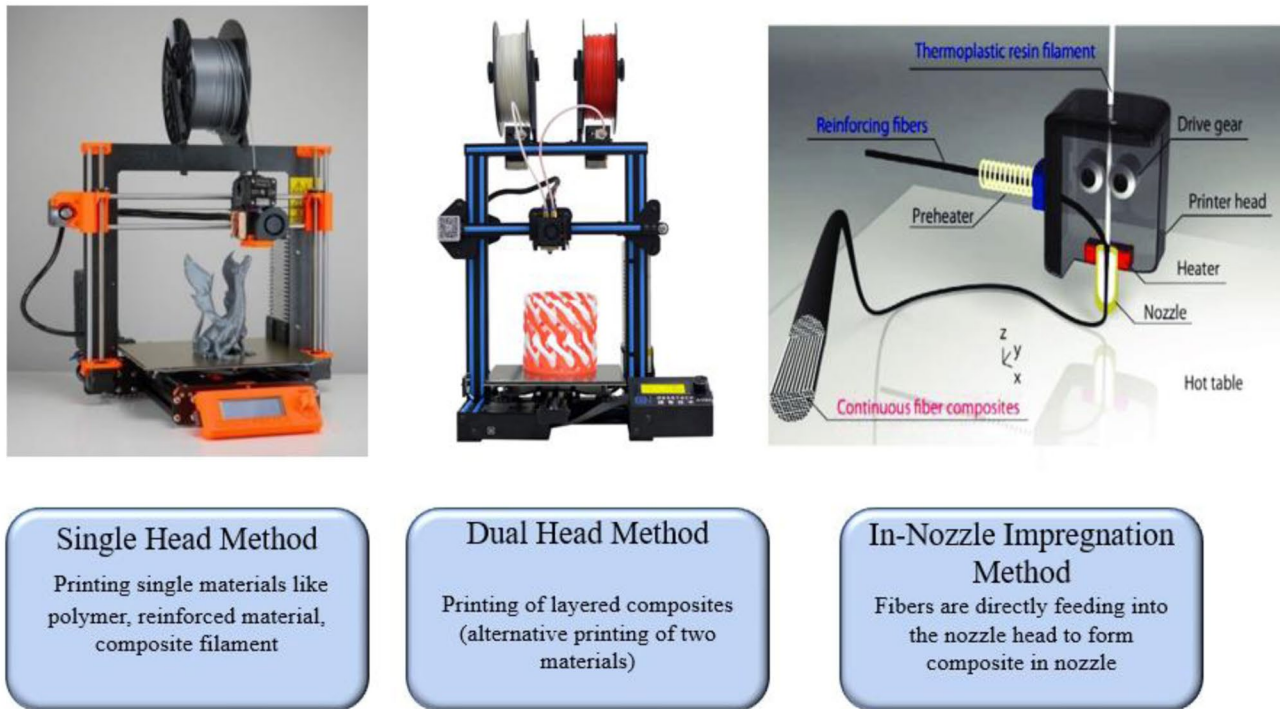 Thermoplastic resin filament
Reinforcing fibers
Drive gear
Preheater
Printer head
Heater
Nozzle
z
y
x
Hot table
Continuous fiber composites
Single Head Method
Printing single materials like
polymer, reinforced material,
composite filament
Dual Head Method
Printing of layered composites
(alternative printing of two
materials)
In-Nozzle Impregnation
Method
Fibers are directly feeding into
the nozzle head to form
composite in nozzle